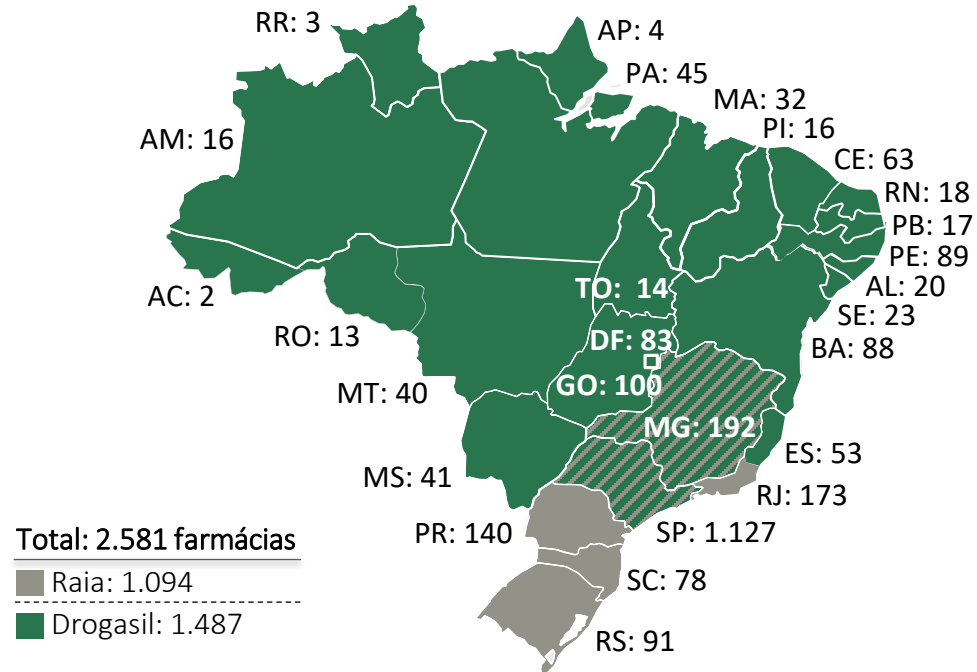 RR: 3
AP: 4
PA: 45
MA: 32
PI: 16
AM: 16
CE: 63
RN: 18
PB: 17
PE: 89
AL: 20
AC: 2
TO: 14
SE: 23
RO: 13
DF: 83
BA: 88
MT: 40
GO: 100
MG: 192
ES: 53
MS: 41
RJ: 173
PR: 140
SP: 1.127
SC: 78
RS: 91
Total: 2.581 farmácias
Raia: 1.094
Drogasil: 1.487